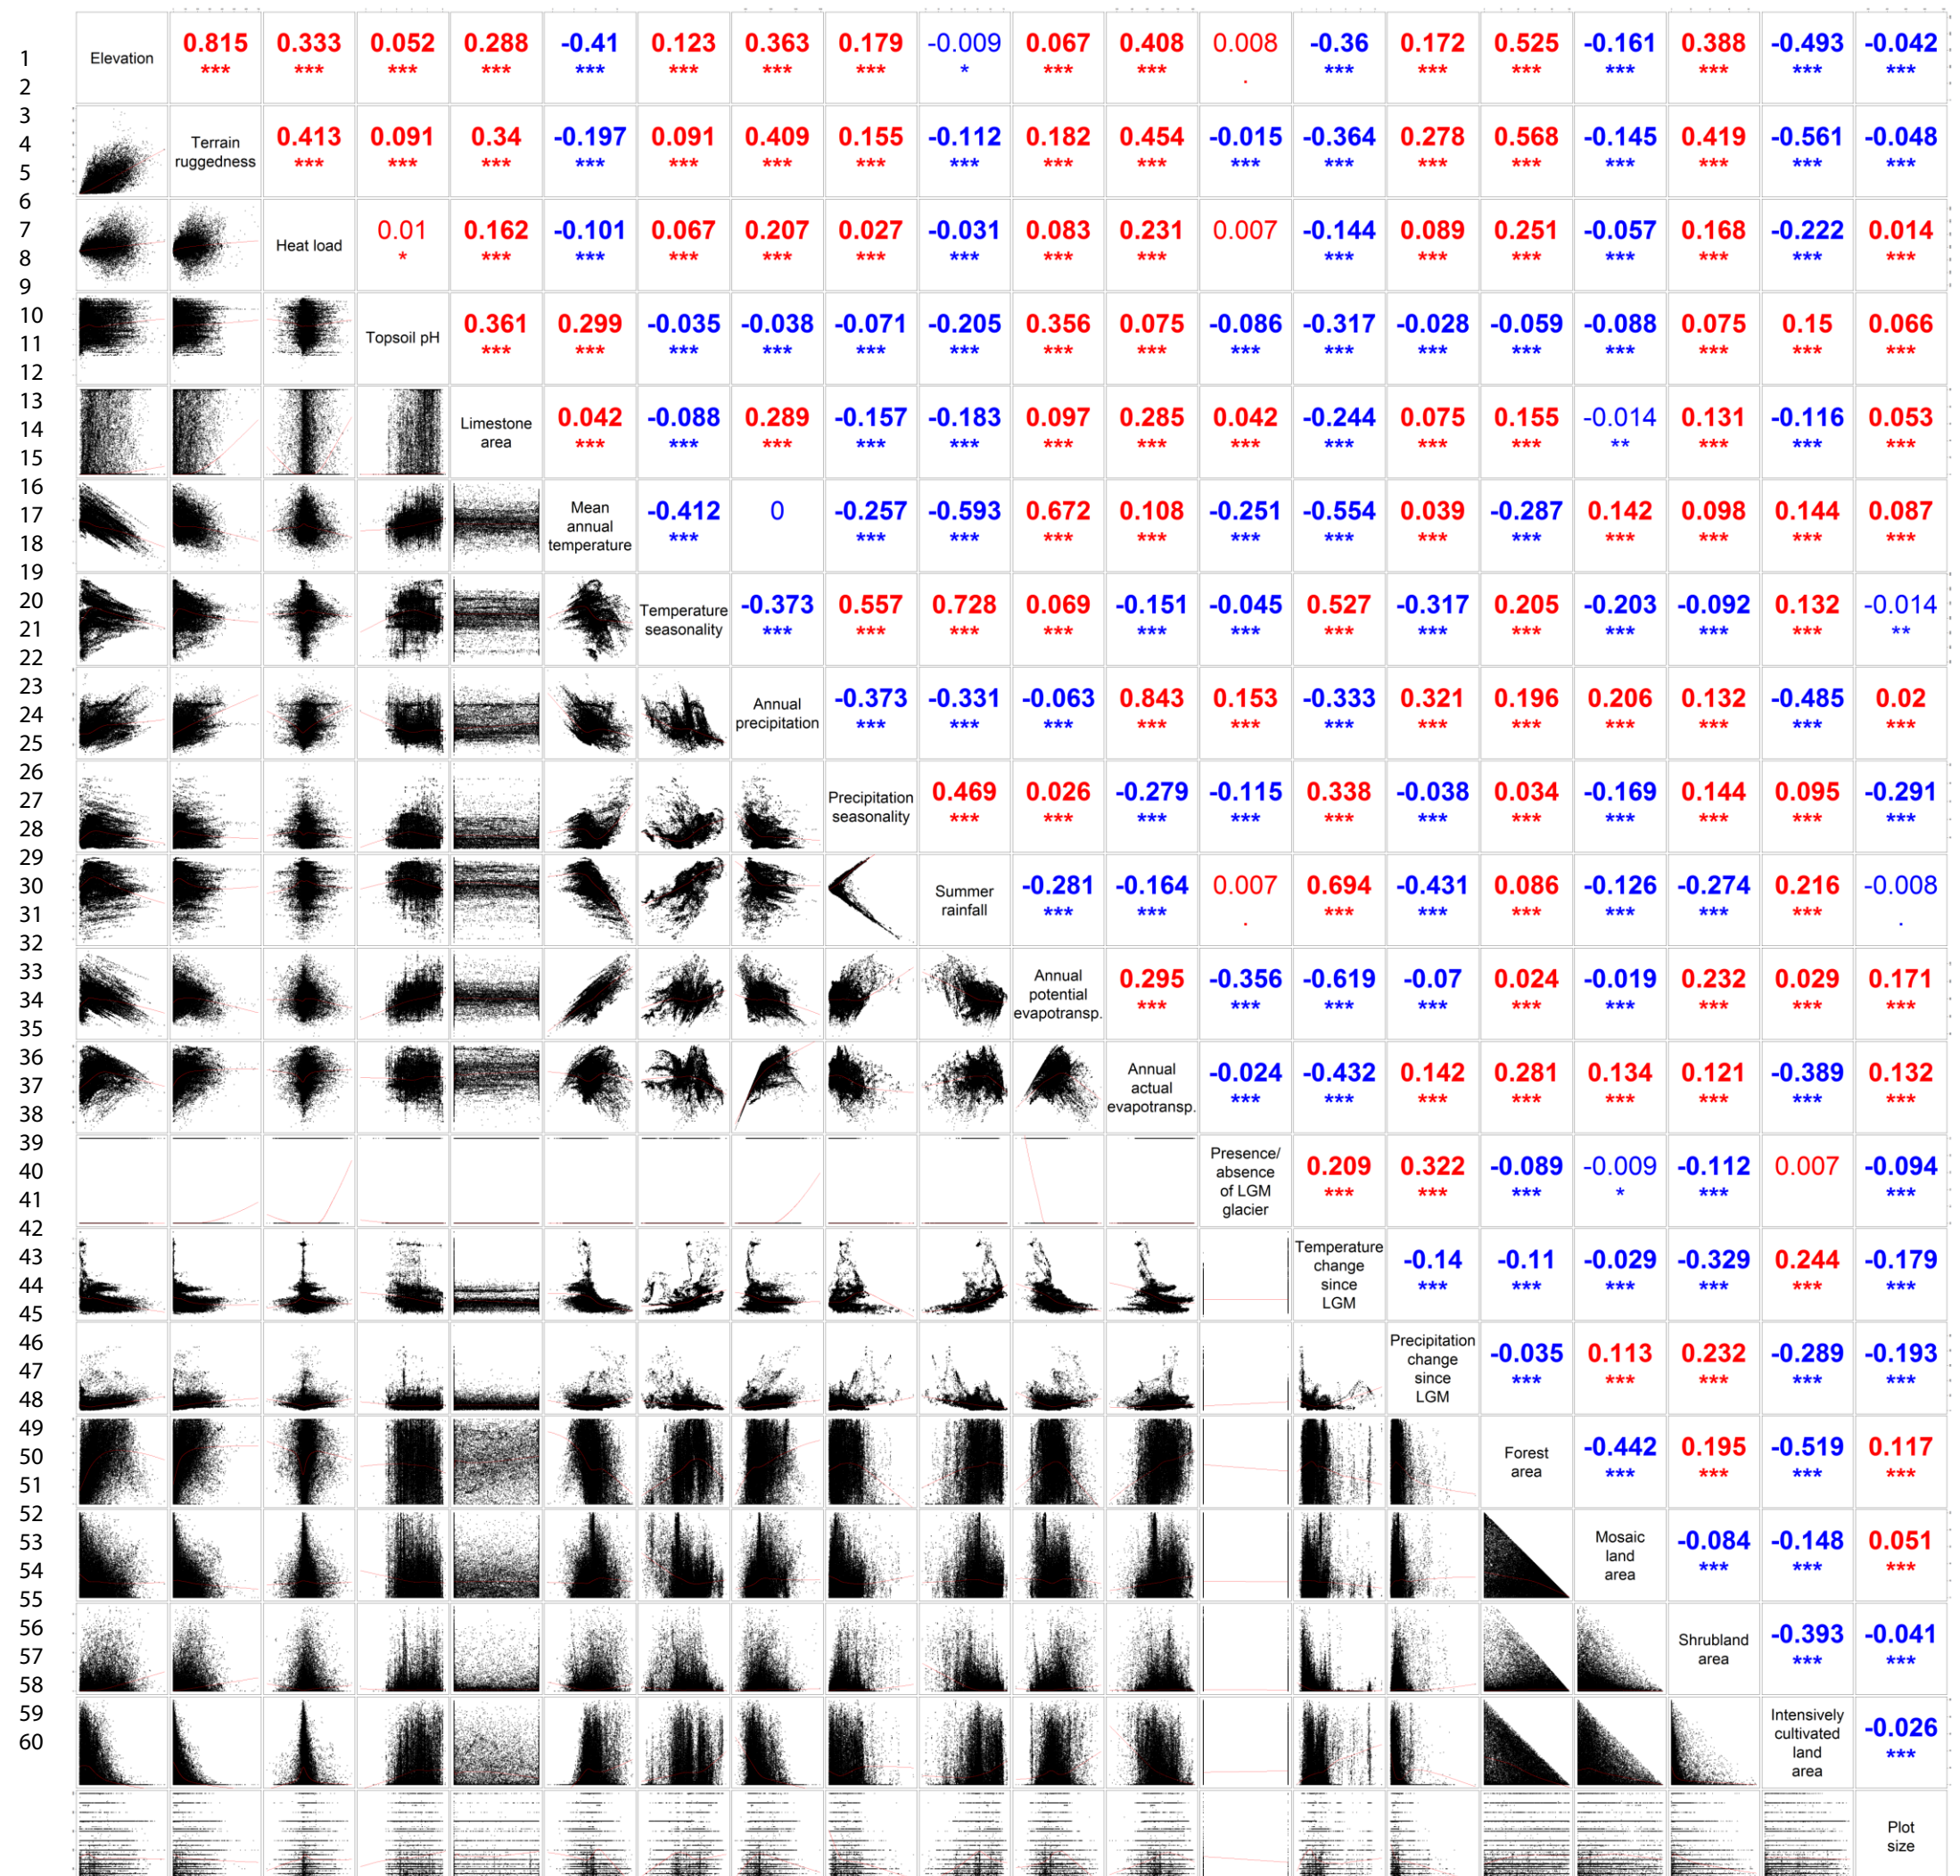 1
2
3
4
5
6
7
8
9
10
11
12
13
14
15
16
17
18
19
20
21
22
23
24
25
26
27
28
29
30
31
32
33
34
35
36
37
38
39
40
41
42
43
44
45
46
47
48
49
50
51
52
53
54
55
56
57
58
59
60
Elevation
0.815 0.333 0.052 0.288 -0.41 0.123 0.363 0.179 -0.009 0.067 0.408 0.008 -0.36 0.172 0.525 -0.161 0.388 -0.493 -0.042
*** *** *** *** *** *** *** *** * *** *** . *** *** *** *** *** *** ***
Terrain
ruggedness
0.413 0.091 0.34 -0.197 0.091 0.409 0.155 -0.112 0.182 0.454 -0.015 -0.364 0.278 0.568 -0.145 0.419 -0.561 -0.048
*** *** *** *** *** *** *** *** *** *** *** *** *** *** *** *** *** ***
Heat load
0.01 0.162 -0.101 0.067 0.207 0.027 -0.031 0.083 0.231 0.007 -0.144 0.089 0.251 -0.057 0.168 -0.222 0.014
* *** *** *** *** *** *** *** *** *** *** *** *** *** *** ***
Topsoil pH
0.361 0.299 -0.035 -0.038 -0.071 -0.205 0.356 0.075 -0.086 -0.317 -0.028 -0.059 -0.088 0.075 0.15 0.066
*** *** *** *** *** *** *** *** *** *** *** *** *** *** *** ***
Limestone
area
0.042 -0.088 0.289 -0.157 -0.183 0.097 0.285 0.042 -0.244 0.075 0.155 -0.014 0.131 -0.116 0.053
*** *** *** *** *** *** *** *** *** *** *** ** *** *** ***
Mean
annual
temperature
-0.412 0 -0.257 -0.593 0.672 0.108 -0.251 -0.554 0.039 -0.287 0.142 0.098 0.144 0.087
*** *** *** *** *** *** *** *** *** *** *** *** ***
Temperature
seasonality
-0.373 0.557 0.728 0.069 -0.151 -0.045 0.527 -0.317 0.205 -0.203 -0.092 0.132 -0.014
*** *** *** *** *** *** *** *** *** *** *** *** **
Annual
precipitation
-0.373 -0.331 -0.063 0.843 0.153 -0.333 0.321 0.196 0.206 0.132 -0.485 0.02
*** *** *** *** *** *** *** *** *** *** *** ***
Precipitation
seasonality
0.469 0.026 -0.279 -0.115 0.338 -0.038 0.034 -0.169 0.144 0.095 -0.291
*** *** *** *** *** *** *** *** *** *** ***
Summer
rainfall
-0.281 -0.164 0.007 0.694 -0.431 0.086 -0.126 -0.274 0.216 -0.008
*** *** . *** *** *** *** *** *** .
Annual
potential
evapotransp.
0.295 -0.356 -0.619 -0.07 0.024 -0.019 0.232 0.029 0.171
*** *** *** *** *** *** *** *** ***
Annual
actual
evapotransp.
-0.024 -0.432 0.142 0.281 0.134 0.121 -0.389 0.132
*** *** *** *** *** *** *** ***
Presence/
absence
of LGM
glacier
0.209 0.322 -0.089 -0.009 -0.112 0.007 -0.094
*** *** *** * *** ***
Temperature
change
since
LGM
-0.14 -0.11 -0.029 -0.329 0.244 -0.179
*** *** *** *** *** ***
Precipitation
change
since
LGM
-0.035 0.113 0.232 -0.289 -0.193
*** *** *** *** ***
Forest
area
-0.442 0.195 -0.519 0.117
*** *** *** ***
Mosaic
land
area
-0.084 -0.148 0.051
*** *** ***
Shrubland
area
-0.393 -0.041
*** ***
Intensively
cultivated
land
area
-0.026
***
Plot
size